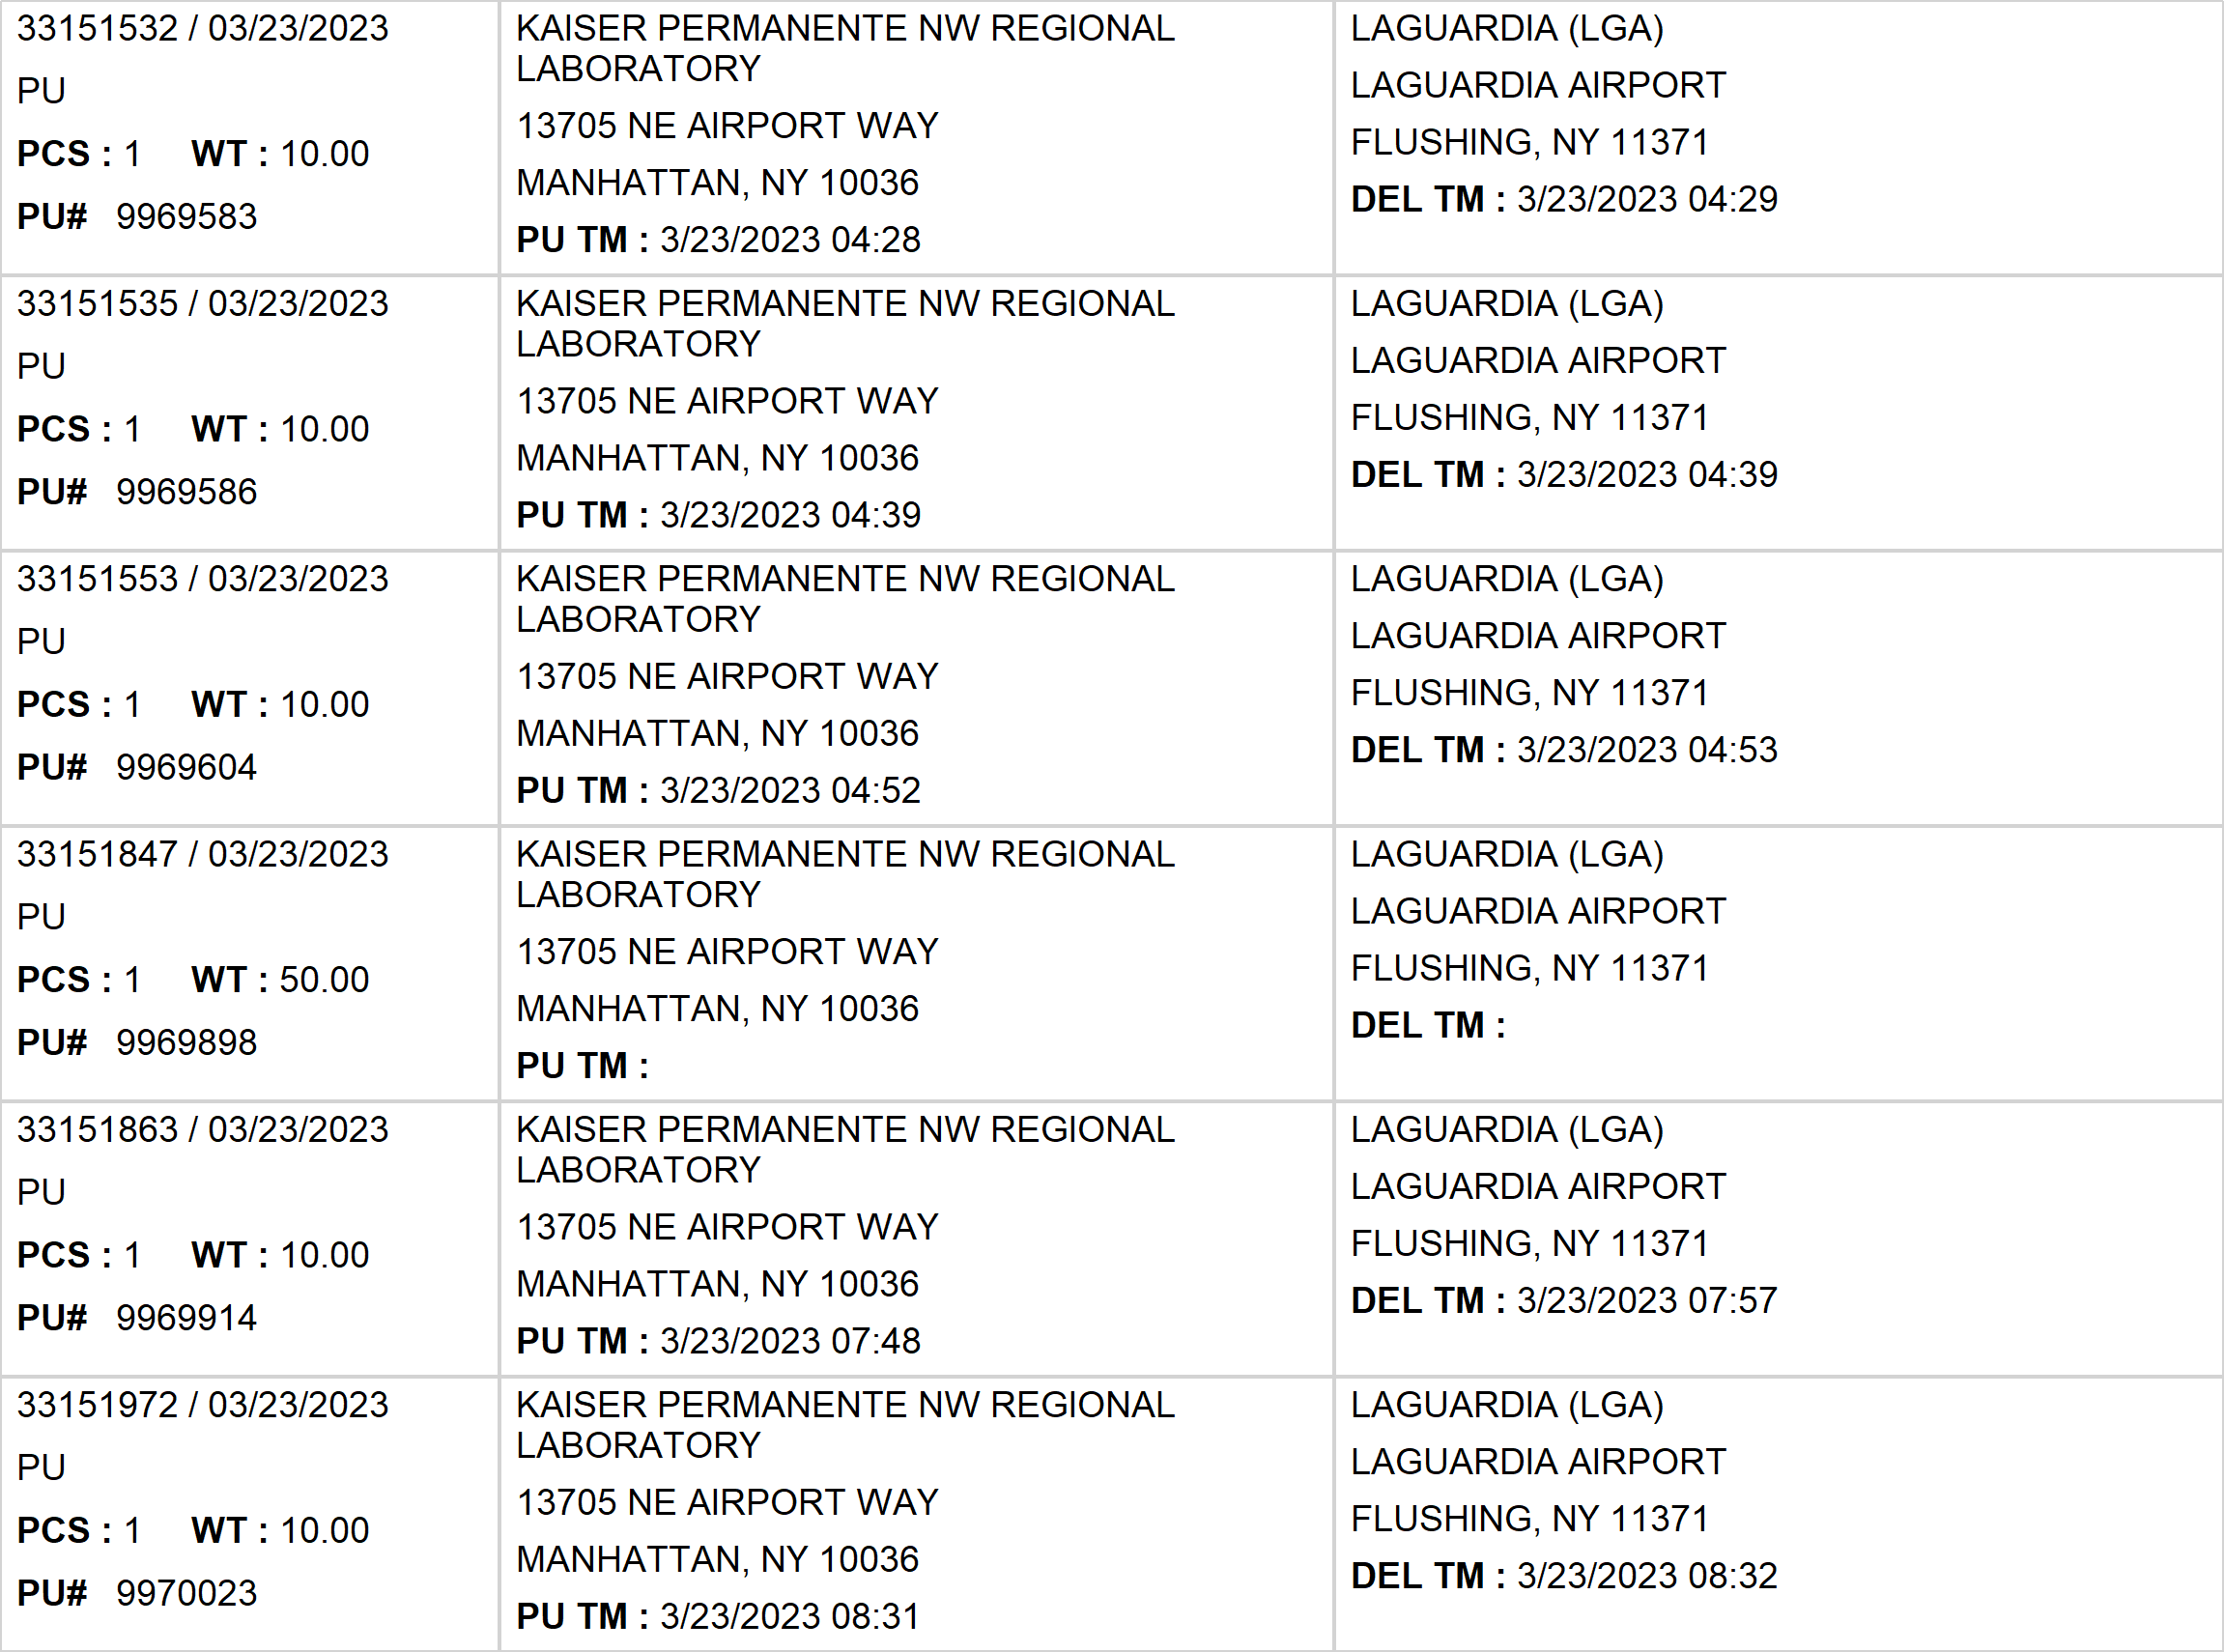 33151532 / 03/23/2023
PU
PCS : 1 WT : 10.00
PU# 9969583
KAISER PERMANENTE NW REGIONAL
LABORATORY
13705 NE AIRPORT WAY
MANHATTAN, NY 10036
PU TM : 3/23/2023 04:28
LAGUARDIA (LGA)
LAGUARDIA AIRPORT
FLUSHING, NY 11371
DEL TM : 3/23/2023 04:29
33151535 / 03/23/2023
PU
PCS : 1 WT : 10.00
PU# 9969586
KAISER PERMANENTE NW REGIONAL
LABORATORY
13705 NE AIRPORT WAY
MANHATTAN, NY 10036
PU TM : 3/23/2023 04:39
LAGUARDIA (LGA)
LAGUARDIA AIRPORT
FLUSHING, NY 11371
DEL TM : 3/23/2023 04:39
33151553 / 03/23/2023
PU
PCS : 1 WT : 10.00
PU# 9969604
KAISER PERMANENTE NW REGIONAL
LABORATORY
13705 NE AIRPORT WAY
MANHATTAN, NY 10036
PU TM : 3/23/2023 04:52
LAGUARDIA (LGA)
LAGUARDIA AIRPORT
FLUSHING, NY 11371
DEL TM : 3/23/2023 04:53
33151847 / 03/23/2023
PU
PCS : 1 WT : 50.00
PU# 9969898
KAISER PERMANENTE NW REGIONAL
LABORATORY
13705 NE AIRPORT WAY
MANHATTAN, NY 10036
PU TM :
LAGUARDIA (LGA)
LAGUARDIA AIRPORT
FLUSHING, NY 11371
DEL TM :
33151863 / 03/23/2023
PU
PCS : 1 WT : 10.00
PU# 9969914
KAISER PERMANENTE NW REGIONAL
LABORATORY
13705 NE AIRPORT WAY
MANHATTAN, NY 10036
PU TM : 3/23/2023 07:48
LAGUARDIA (LGA)
LAGUARDIA AIRPORT
FLUSHING, NY 11371
DEL TM : 3/23/2023 07:57
33151972 / 03/23/2023
PU
PCS : 1 WT : 10.00
PU# 9970023
KAISER PERMANENTE NW REGIONAL
LABORATORY
13705 NE AIRPORT WAY
MANHATTAN, NY 10036
PU TM : 3/23/2023 08:31
LAGUARDIA (LGA)
LAGUARDIA AIRPORT
FLUSHING, NY 11371
DEL TM : 3/23/2023 08:32